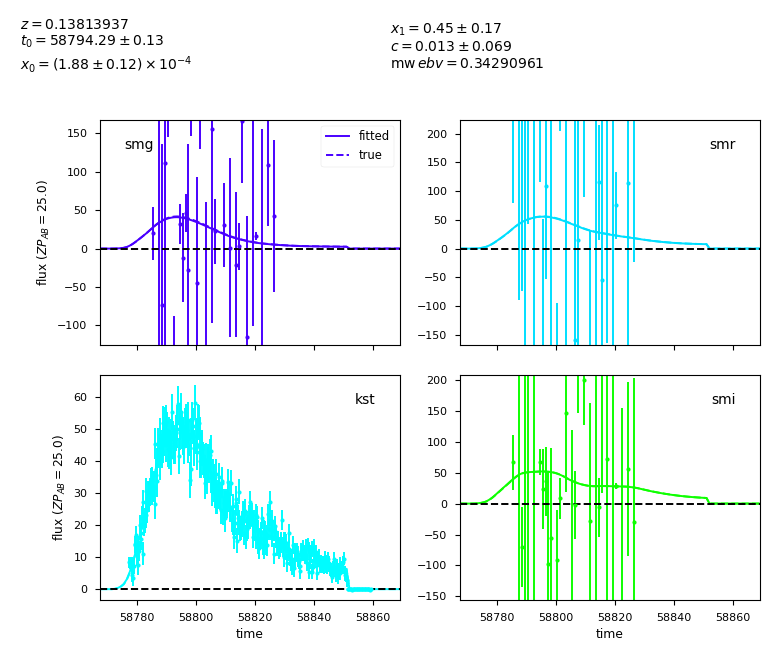 z = 0.13813937
t₀ = 58794.29 ± 0.13
x₀ = (1.88 ± 0.12) × 10⁻⁴
x₁ = 0.45 ± 0.17
c = 0.013 ± 0.069
mw ebv = 0.34290961
smg
fitted
true
150
100
50
0
−50
−100
flux (ZP_AB = 25.0)
smr
200
150
100
50
0
−50
−100
−150
kst
60
50
40
30
20
10
0
flux (ZP_AB = 25.0)
58780 58800 58820 58840 58860
time
smi
200
150
100
50
0
−50
−100
−150
58780 58800 58820 58840 58860
time